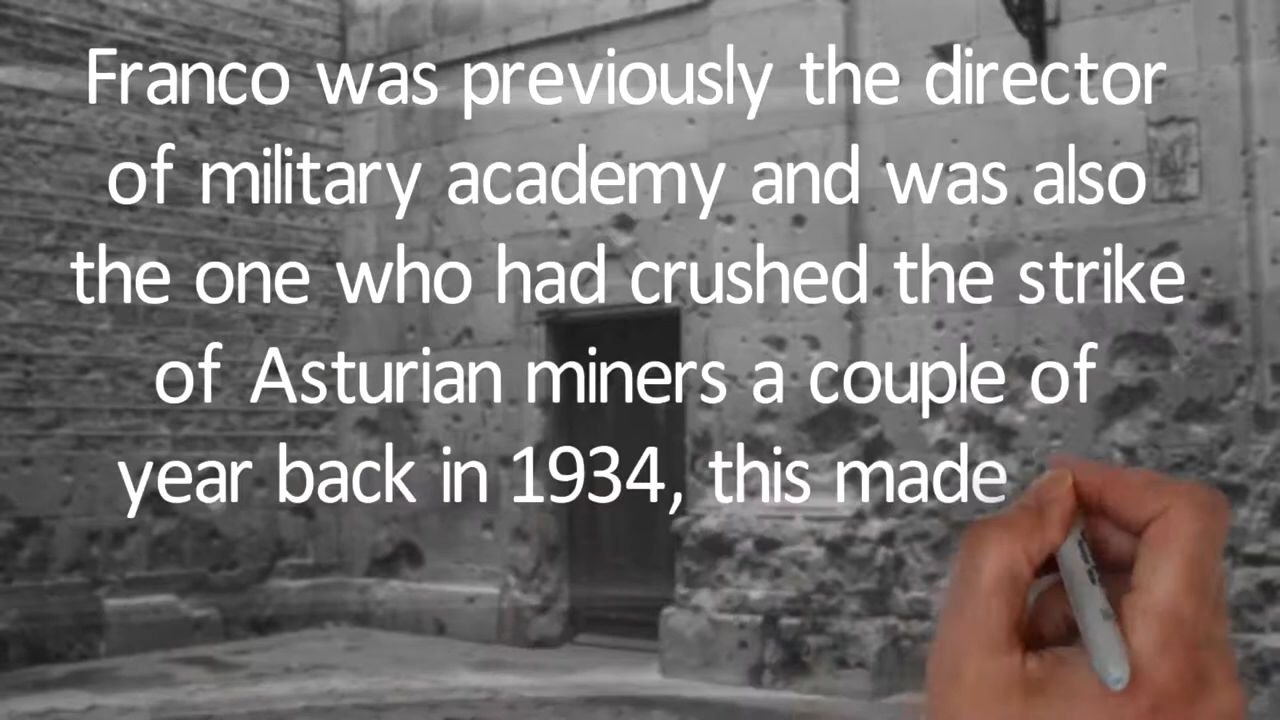 Franco was previously the director
of military academy and was also
the one who had crushed the strike
of Asturian miners a couple of
year back in 1934, this made